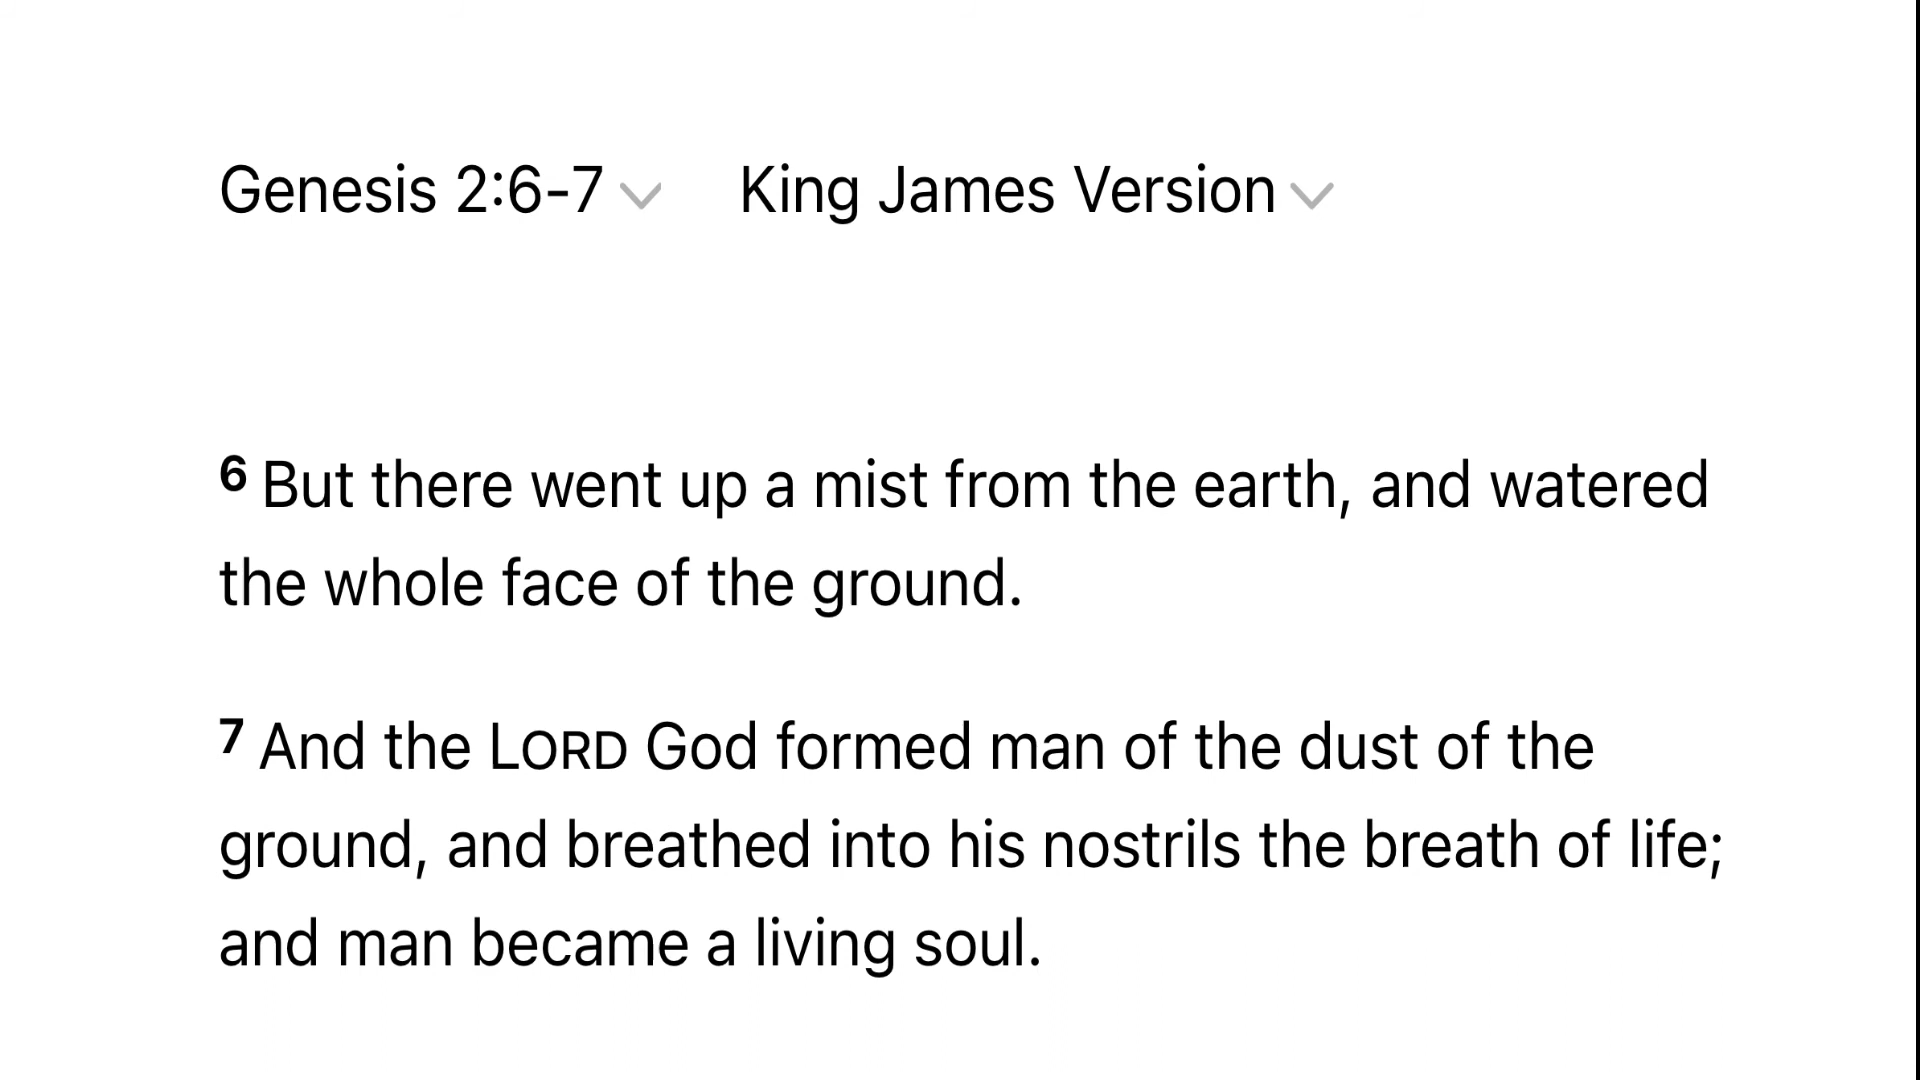 Genesis 2:6-7 King James Version
6 But there went up a mist from the earth, and watered
the whole face of the ground.
7 And the LORD God formed man of the dust of the
ground, and breathed into his nostrils the breath of life;
and man became a living soul.